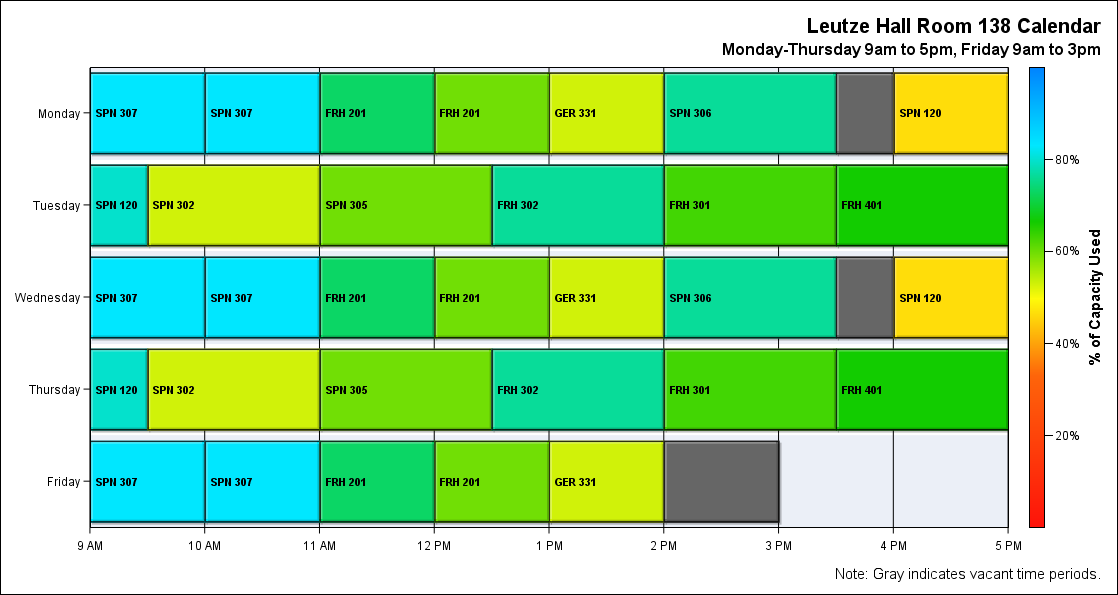 Leutze Hall Room 138 Calendar
Monday-Thursday 9am to 5pm, Friday 9am to 3pm
Monday
SPN 307 SPN 307 FRH 201 FRH 201 GER 331 SPN 306 SPN 120
Tuesday
SPN 120 SPN 302 SPN 305 FRH 302 FRH 301 FRH 401
Wednesday
SPN 307 SPN 307 FRH 201 FRH 201 GER 331 SPN 306 SPN 120
Thursday
SPN 120 SPN 302 SPN 305 FRH 302 FRH 301 FRH 401
Friday
SPN 307 SPN 307 FRH 201 FRH 201 GER 331
9 AM 10 AM 11 AM 12 PM 1 PM 2 PM 3 PM 4 PM 5 PM
80%
60%
40%
20%
% of Capacity Used
Note: Gray indicates vacant time periods.